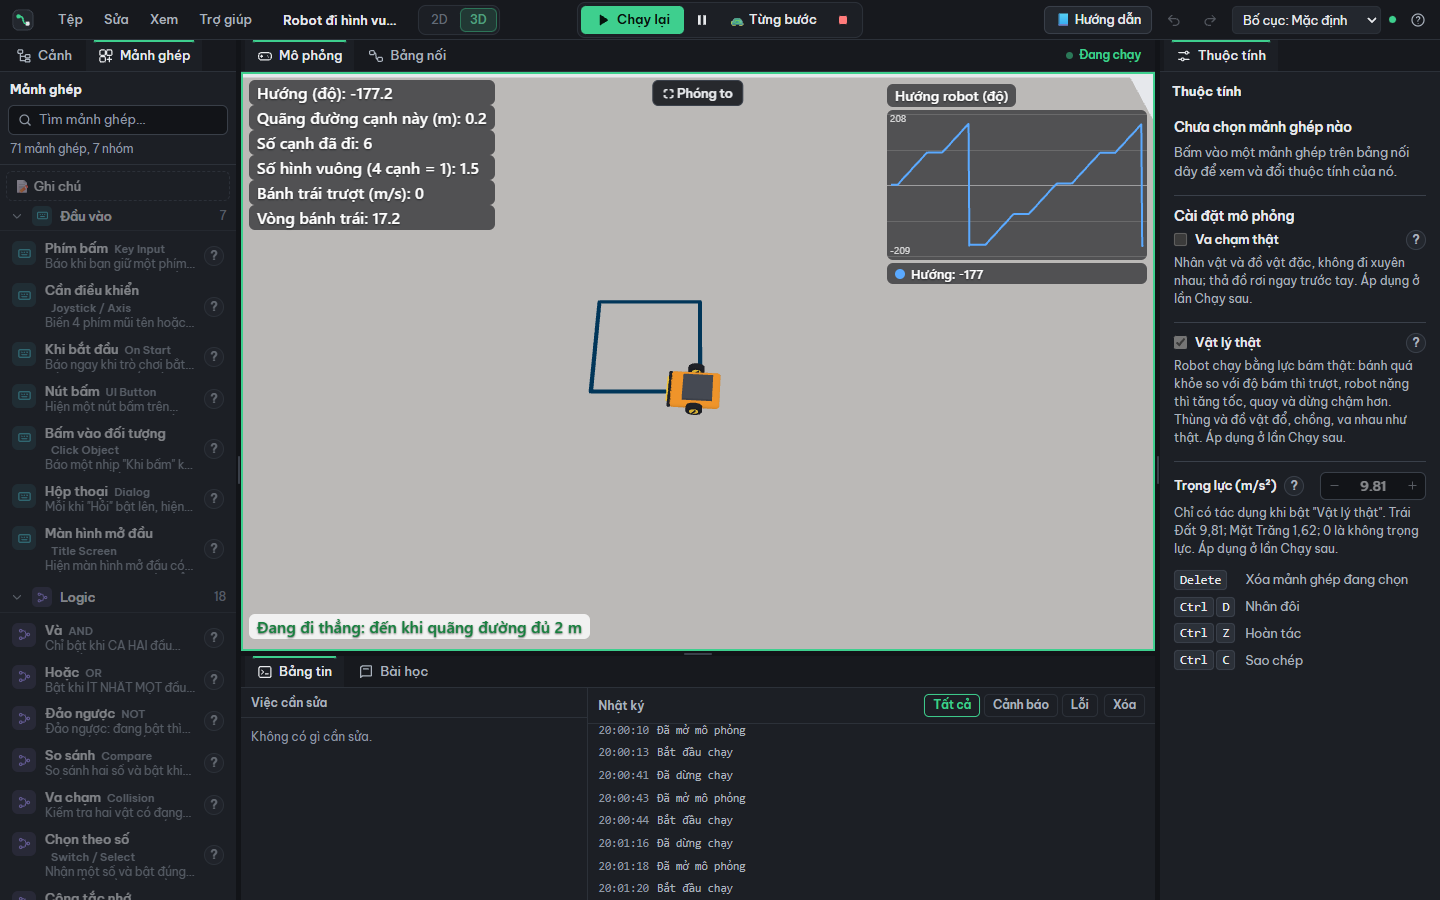 Tệp Sửa Xem Trợ giúp Robot đi hình vu... 2D 3D Chạy lại Từng bước Hướng dẫn Bố cục: Mặc định
Cảnh Mảnh ghép
Mảnh ghép
Tìm mảnh ghép...
71 mảnh ghép, 7 nhóm
Ghi chú
Đầu vào 7
Phím bấm Key Input
Báo khi bạn giữ một phím...
Cần điều khiển
Joystick / Axis
Biến 4 phím mũi tên hoặc...
Khi bắt đầu On Start
Báo ngay khi trò chơi bắt...
Nút bấm UI Button
Hiện một nút bấm trên...
Bấm vào đối tượng
Click Object
Báo một nhịp "Khi bấm" k...
Hộp thoại Dialog
Mỗi khi "Hỏi" bật lên, hiện...
Màn hình mở đầu
Title Screen
Hiện màn hình mở đầu có...
Logic 18
Và AND
Chỉ bật khi CẢ HAI đầu...
Hoặc OR
Bật khi ÍT NHẤT MỘT đầu...
Đảo ngược NOT
Đảo ngược: đang bật thì...
So sánh Compare
So sánh hai số và bật khi...
Va chạm Collision
Kiểm tra hai vật có đang...
Chọn theo số
Switch / Select
Nhận một số và bật đúng...
Công tắc nhớ
Mô phỏng Bảng nối Đang chạy
Hướng (độ): -177.2
Quãng đường cạnh này (m): 0.2
Số cạnh đã đi: 6
Số hình vuông (4 cạnh = 1): 1.5
Bánh trái trượt (m/s): 0
Vòng bánh trái: 17.2
Phóng to
Hướng robot (độ)
208
-209
Hướng: -177
Đang đi thẳng: đến khi quãng đường đủ 2 m
Bảng tin Bài học
Việc cần sửa
Không có gì cần sửa.
Nhật ký Tất cả Cảnh báo Lỗi Xóa
20:00:10 Đã mở mô phỏng
20:00:13 Bắt đầu chạy
20:00:41 Đã dừng chạy
20:00:43 Đã mở mô phỏng
20:00:44 Bắt đầu chạy
20:01:16 Đã dừng chạy
20:01:18 Đã mở mô phỏng
20:01:20 Bắt đầu chạy
Thuộc tính
Thuộc tính
Chưa chọn mảnh ghép nào
Bấm vào một mảnh ghép trên bảng nối
dây để xem và đổi thuộc tính của nó.
Cài đặt mô phỏng
Va chạm thật ?
Nhân vật và đồ vật đặc, không đi xuyên
nhau; thả đồ rơi ngay trước tay. Áp dụng ở
lần Chạy sau.
Vật lý thật ?
Robot chạy bằng lực bám thật: bánh quá
khỏe so với độ bám thì trượt, robot nặng
thì tăng tốc, quay và dừng chậm hơn.
Thùng và đồ vật đổ, chồng, va nhau như
thật. Áp dụng ở lần Chạy sau.
Trọng lực (m/s²) ? − 9.81 +
Chỉ có tác dụng khi bật "Vật lý thật". Trái
Đất 9,81; Mặt Trăng 1,62; 0 là không trọng
lực. Áp dụng ở lần Chạy sau.
Delete Xóa mảnh ghép đang chọn
Ctrl D Nhân đôi
Ctrl Z Hoàn tác
Ctrl C Sao chép